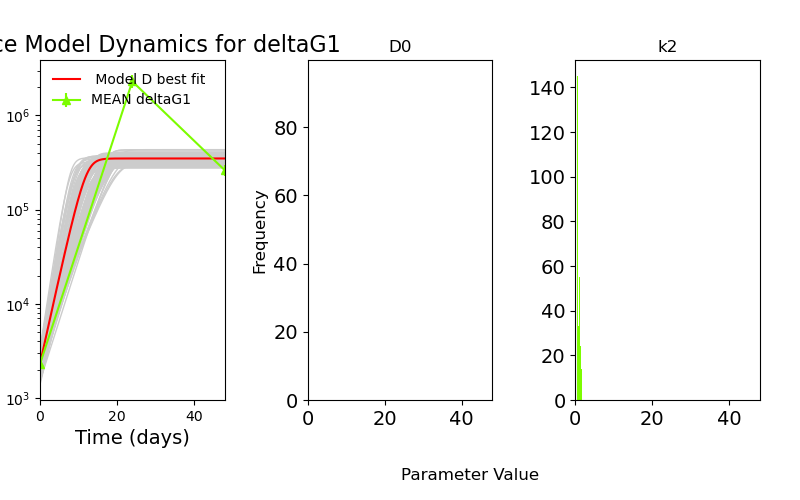 ce Model Dynamics for deltaG1
D0
k2
Model D best fit
MEAN deltaG1
10^6
10^5
10^4
10^3
0 20 40
Time (days)
Frequency
80
60
40
20
0
0 20 40
140
120
100
80
60
40
20
0
0 20 40
Parameter Value